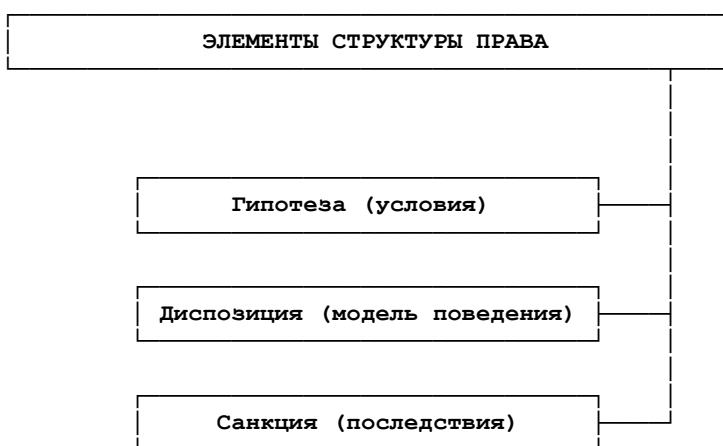 ЭЛЕМЕНТЫ СТРУКТУРЫ ПРАВА
Гипотеза (условия)
Диспозиция (модель поведения)
Санкция (последствия)